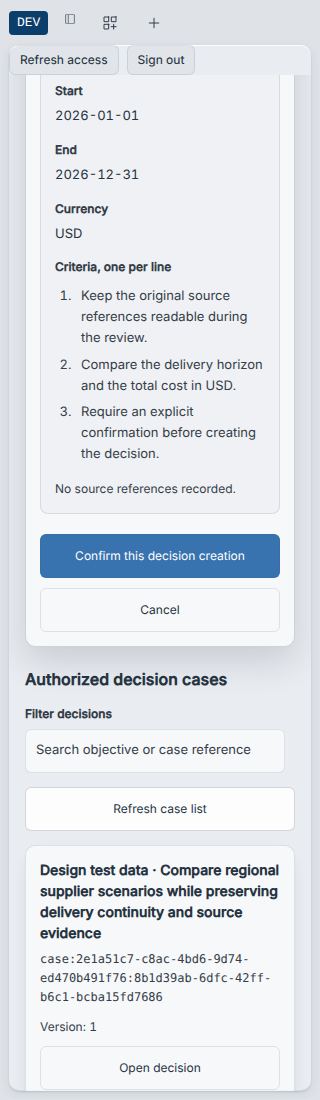 DEV
Refresh access
Sign out
Start
2026-01-01
End
2026-12-31
Currency
USD
Criteria, one per line
1. Keep the original source
references readable during
the review.
2. Compare the delivery horizon
and the total cost in USD.
3. Require an explicit
confirmation before creating
the decision.
No source references recorded.
Confirm this decision creation
Cancel
Authorized decision cases
Filter decisions
Search objective or case reference
Refresh case list
Design test data · Compare regional
supplier scenarios while preserving
delivery continuity and source
evidence
case:2e1a51c7-c8ac-4bd6-9d74-
ed470b491f76:8b1d39ab-6dfc-42ff-
b6c1-bcba15fd7686
Version: 1
Open decision